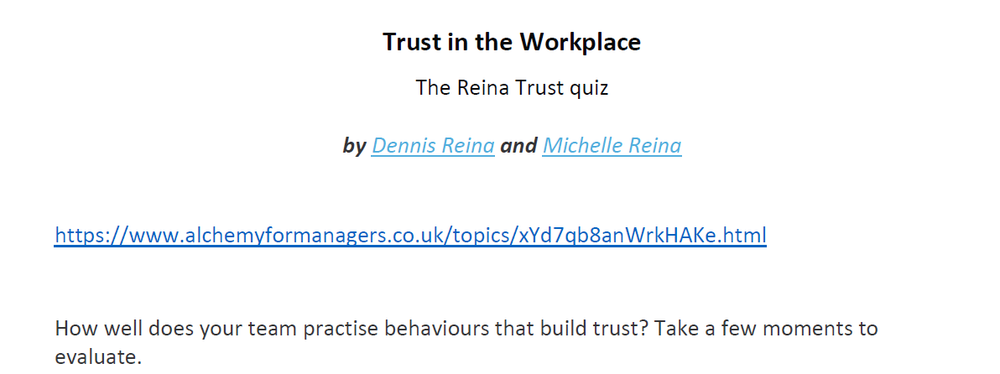 Trust in the Workplace
The Reina Trust quiz
by Dennis Reina and Michelle Reina
https://www.alchemyformanagers.co.uk/topics/xYd7qb8anWrkHAKe.html
How well does your team practise behaviours that build trust? Take a few moments to
evaluate.